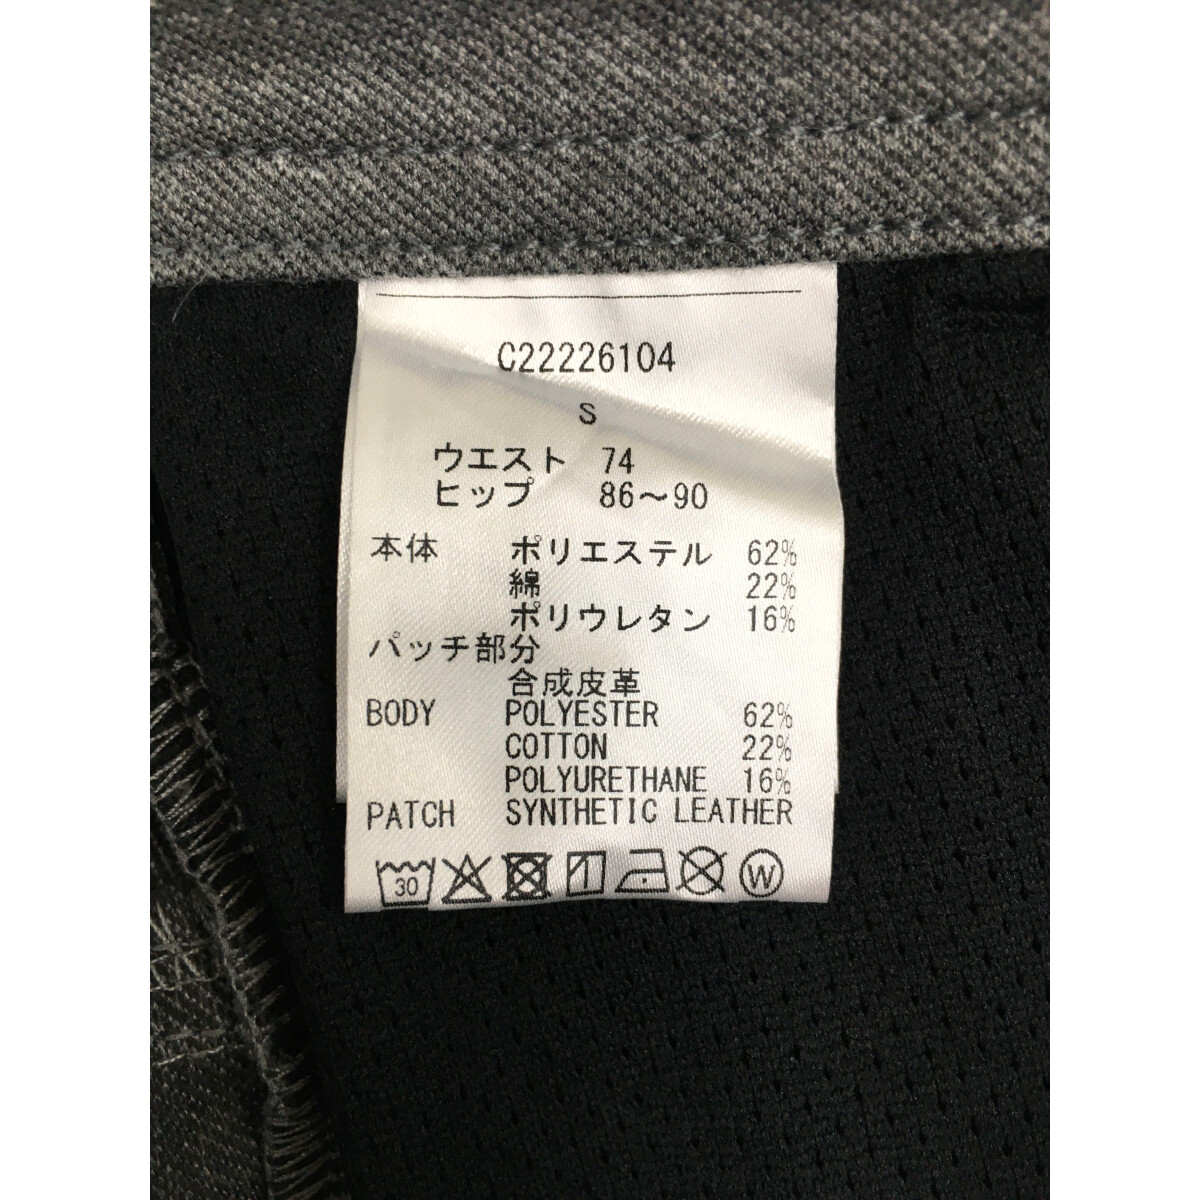 C22226104
S
ウエスト 74
ヒップ 86～90
本体 ポリエステル 62%
綿 22%
ポリウレタン 16%
パッチ部分
合成皮革
BODY POLYESTER 62%
COTTON 22%
POLYURETHANE 16%
PATCH SYNTHETIC LEATHER
30 W